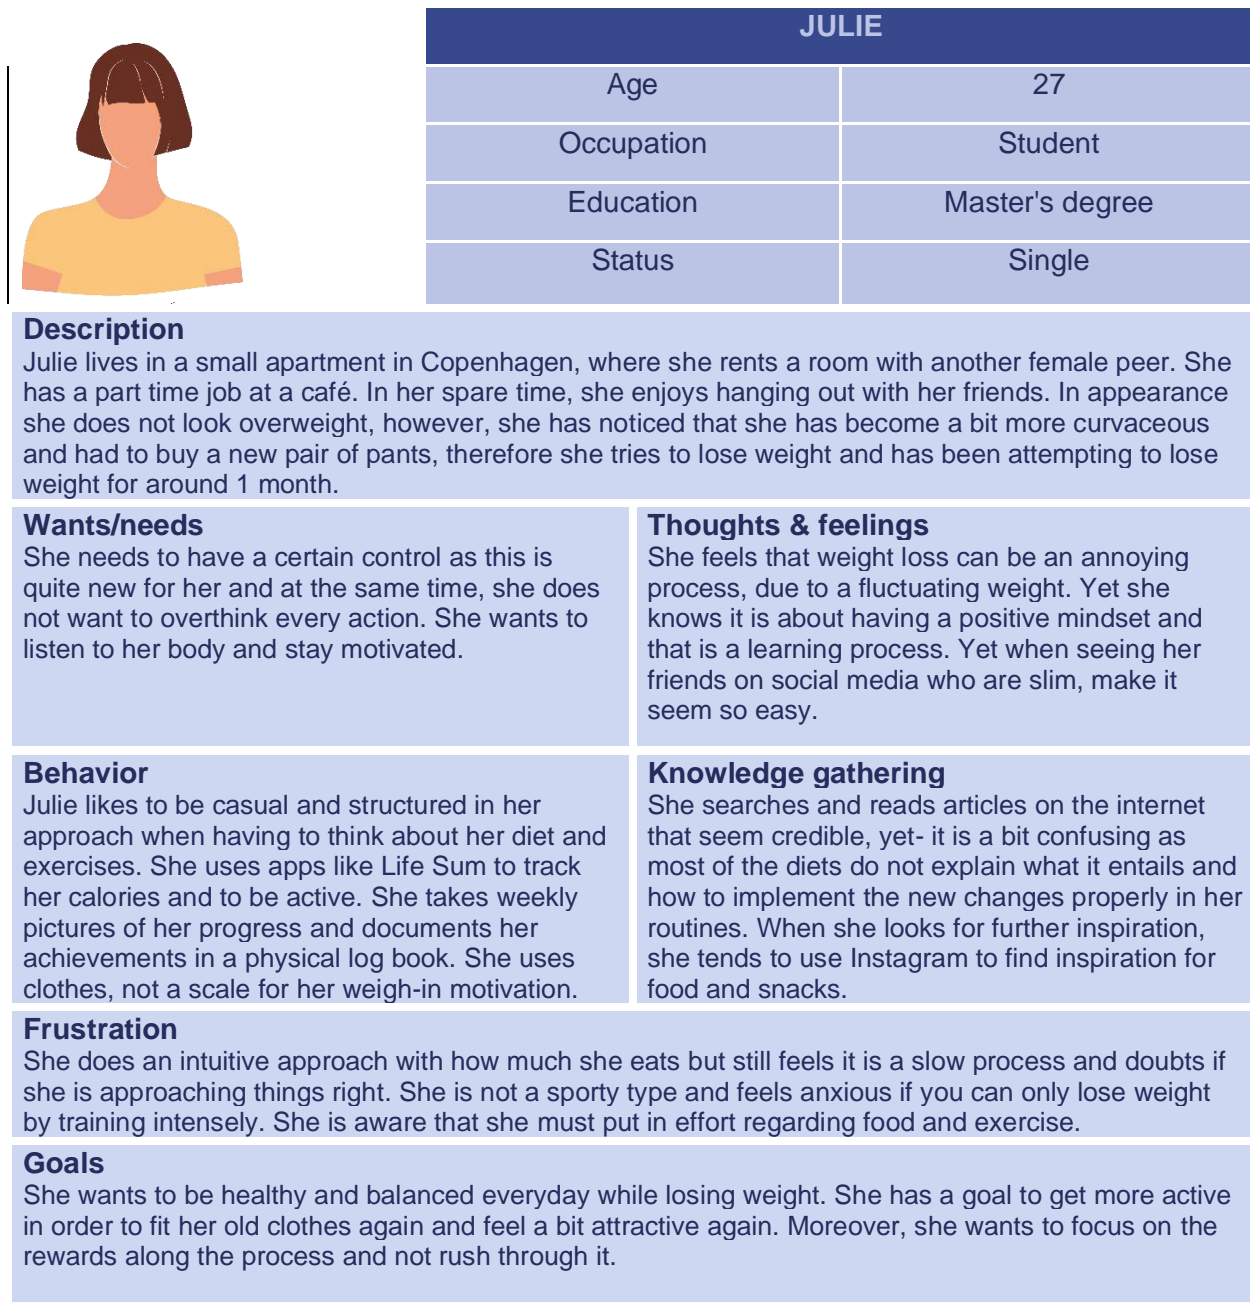 JULIE
Age 27
Occupation Student
Education Master's degree
Status Single
Description
Julie lives in a small apartment in Copenhagen, where she rents a room with another female peer. She
has a part time job at a café. In her spare time, she enjoys hanging out with her friends. In appearance
she does not look overweight, however, she has noticed that she has become a bit more curvaceous
and had to buy a new pair of pants, therefore she tries to lose weight and has been attempting to lose
weight for around 1 month.
Wants/needs
She needs to have a certain control as this is
quite new for her and at the same time, she does
not want to overthink every action. She wants to
listen to her body and stay motivated.
Thoughts & feelings
She feels that weight loss can be an annoying
process, due to a fluctuating weight. Yet she
knows it is about having a positive mindset and
that is a learning process. Yet when seeing her
friends on social media who are slim, make it
seem so easy.
Behavior
Julie likes to be casual and structured in her
approach when having to think about her diet and
exercises. She uses apps like Life Sum to track
her calories and to be active. She takes weekly
pictures of her progress and documents her
achievements in a physical log book. She uses
clothes, not a scale for her weigh-in motivation.
Knowledge gathering
She searches and reads articles on the internet
that seem credible, yet- it is a bit confusing as
most of the diets do not explain what it entails and
how to implement the new changes properly in her
routines. When she looks for further inspiration,
she tends to use Instagram to find inspiration for
food and snacks.
Frustration
She does an intuitive approach with how much she eats but still feels it is a slow process and doubts if
she is approaching things right. She is not a sporty type and feels anxious if you can only lose weight
by training intensely. She is aware that she must put in effort regarding food and exercise.
Goals
She wants to be healthy and balanced everyday while losing weight. She has a goal to get more active
in order to fit her old clothes again and feel a bit attractive again. Moreover, she wants to focus on the
rewards along the process and not rush through it.